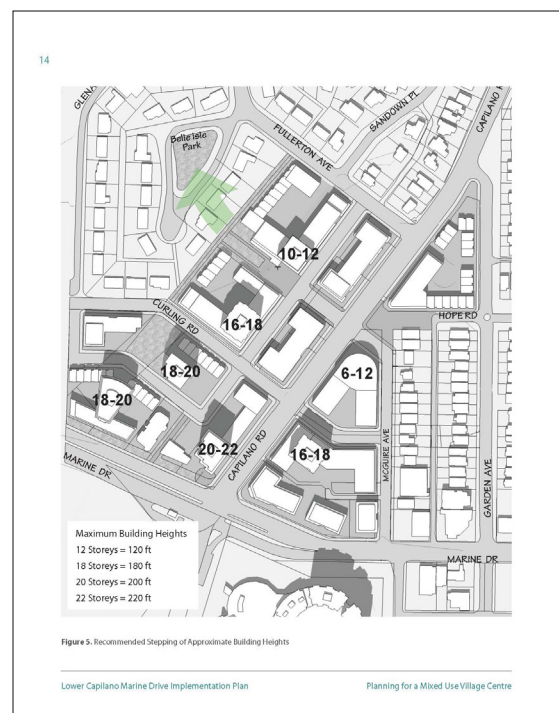 14
GLENA
Belle Isle
Park
FULLERTON AVE
SANDOWN PL
CAPILANO R
10-12
CURLING RD
16-18
HOPE RD
18-20
6-12
18-20
20-22
CAPILANO RD
16-18
MCGUIRE AVE
GARDEN AVE
MARINE DR
MARINE DR
Maximum Building Heights
12 Storeys = 120 ft
18 Storeys = 180 ft
20 Storeys = 200 ft
22 Storeys = 220 ft
Figure 5. Recommended Stepping of Approximate Building Heights
Lower Capilano Marine Drive Implementation Plan
Planning for a Mixed Use Village Centre